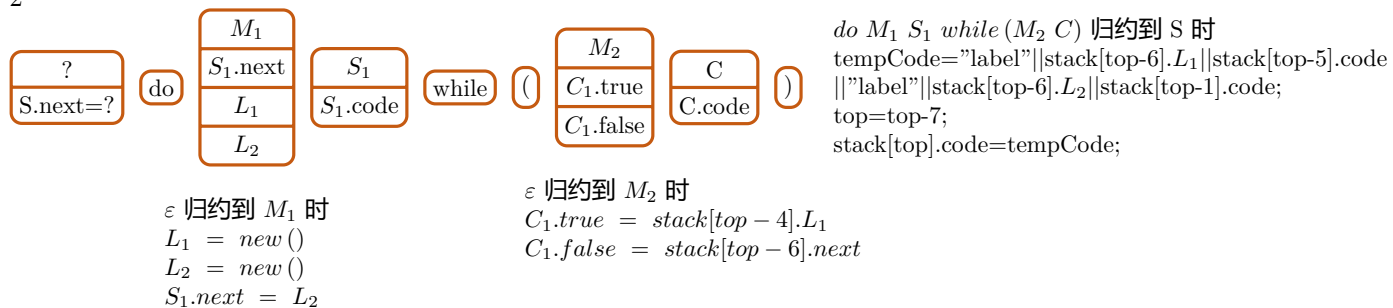 2
?
S.next=?
do
M₁
S₁.next
L₁
L₂
S₁
S₁.code
while
(
M₂
C₁.true
C₁.false
C
C.code
)
do M₁ S₁ while (M₂ C) 归约到 S 时
tempCode=”label”||stack[top-6].L₁||stack[top-5].code
||”label”||stack[top-6].L₂||stack[top-1].code;
top=top-7;
stack[top].code=tempCode;
ε 归约到 M₁ 时
L₁ = new ()
L₂ = new ()
S₁.next = L₂
ε 归约到 M₂ 时
C₁.true = stack[top − 4].L₁
C₁.false = stack[top − 6].next